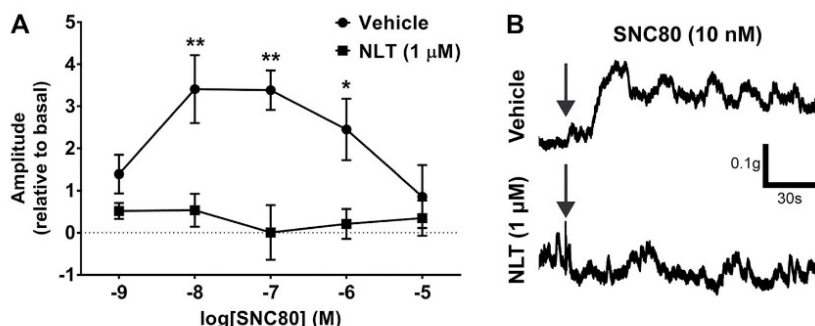 A
Amplitude
(relative to basal)
5
4
3
2
1
0
-1
**
**
*
Vehicle
NLT (1 μM)
-9
-8
-7
-6
-5
log[SNC80] (M)
B
SNC80 (10 nM)
Vehicle
0.1g
30s
NLT (1 μM)